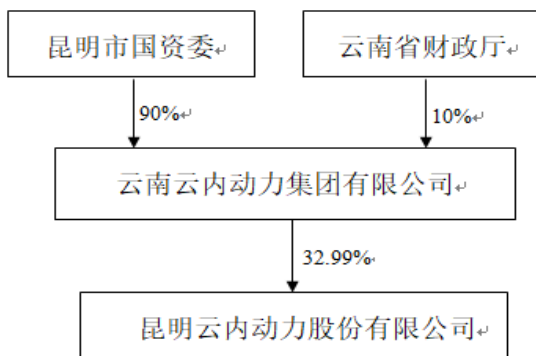 昆明市国资委
云南省财政厅
90%
10%
云南云内动力集团有限公司
32.99%
昆明云内动力股份有限公司